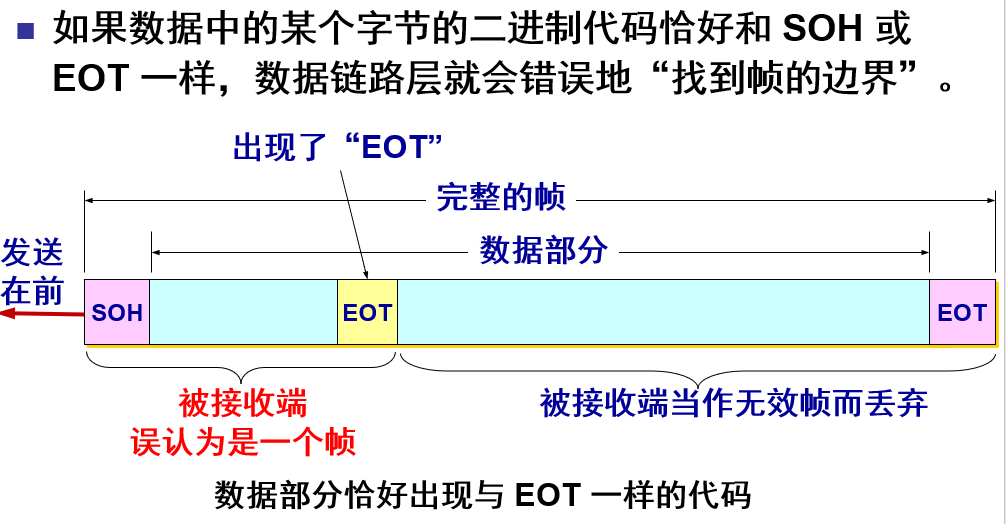 如果数据中的某个字节的二进制代码恰好和 SOH 或
EOT 一样，数据链路层就会错误地“找到帧的边界”。
出现了“EOT”
完整的帧
数据部分
发送
在前
SOH
EOT
EOT
被接收端
误认为是一个帧
被接收端当作无效帧而丢弃
数据部分恰好出现与 EOT 一样的代码